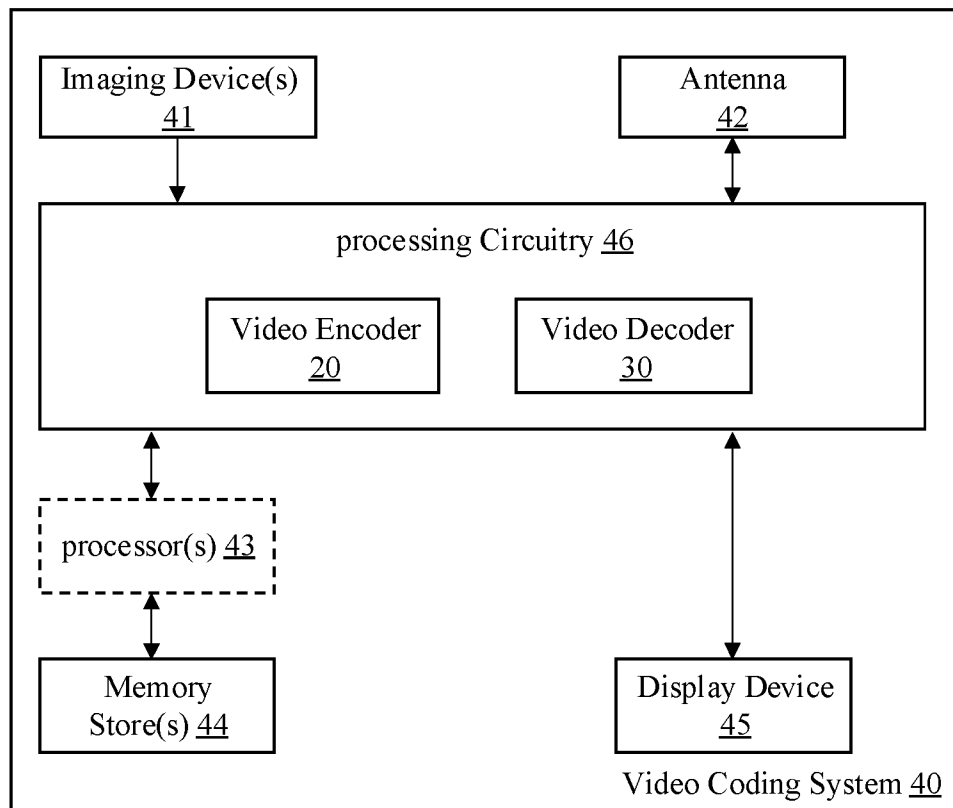 Imaging Device(s)
41
Antenna
42
processing Circuitry 46
Video Encoder
20
Video Decoder
30
processor(s) 43
Memory
Store(s) 44
Display Device
45
Video Coding System 40